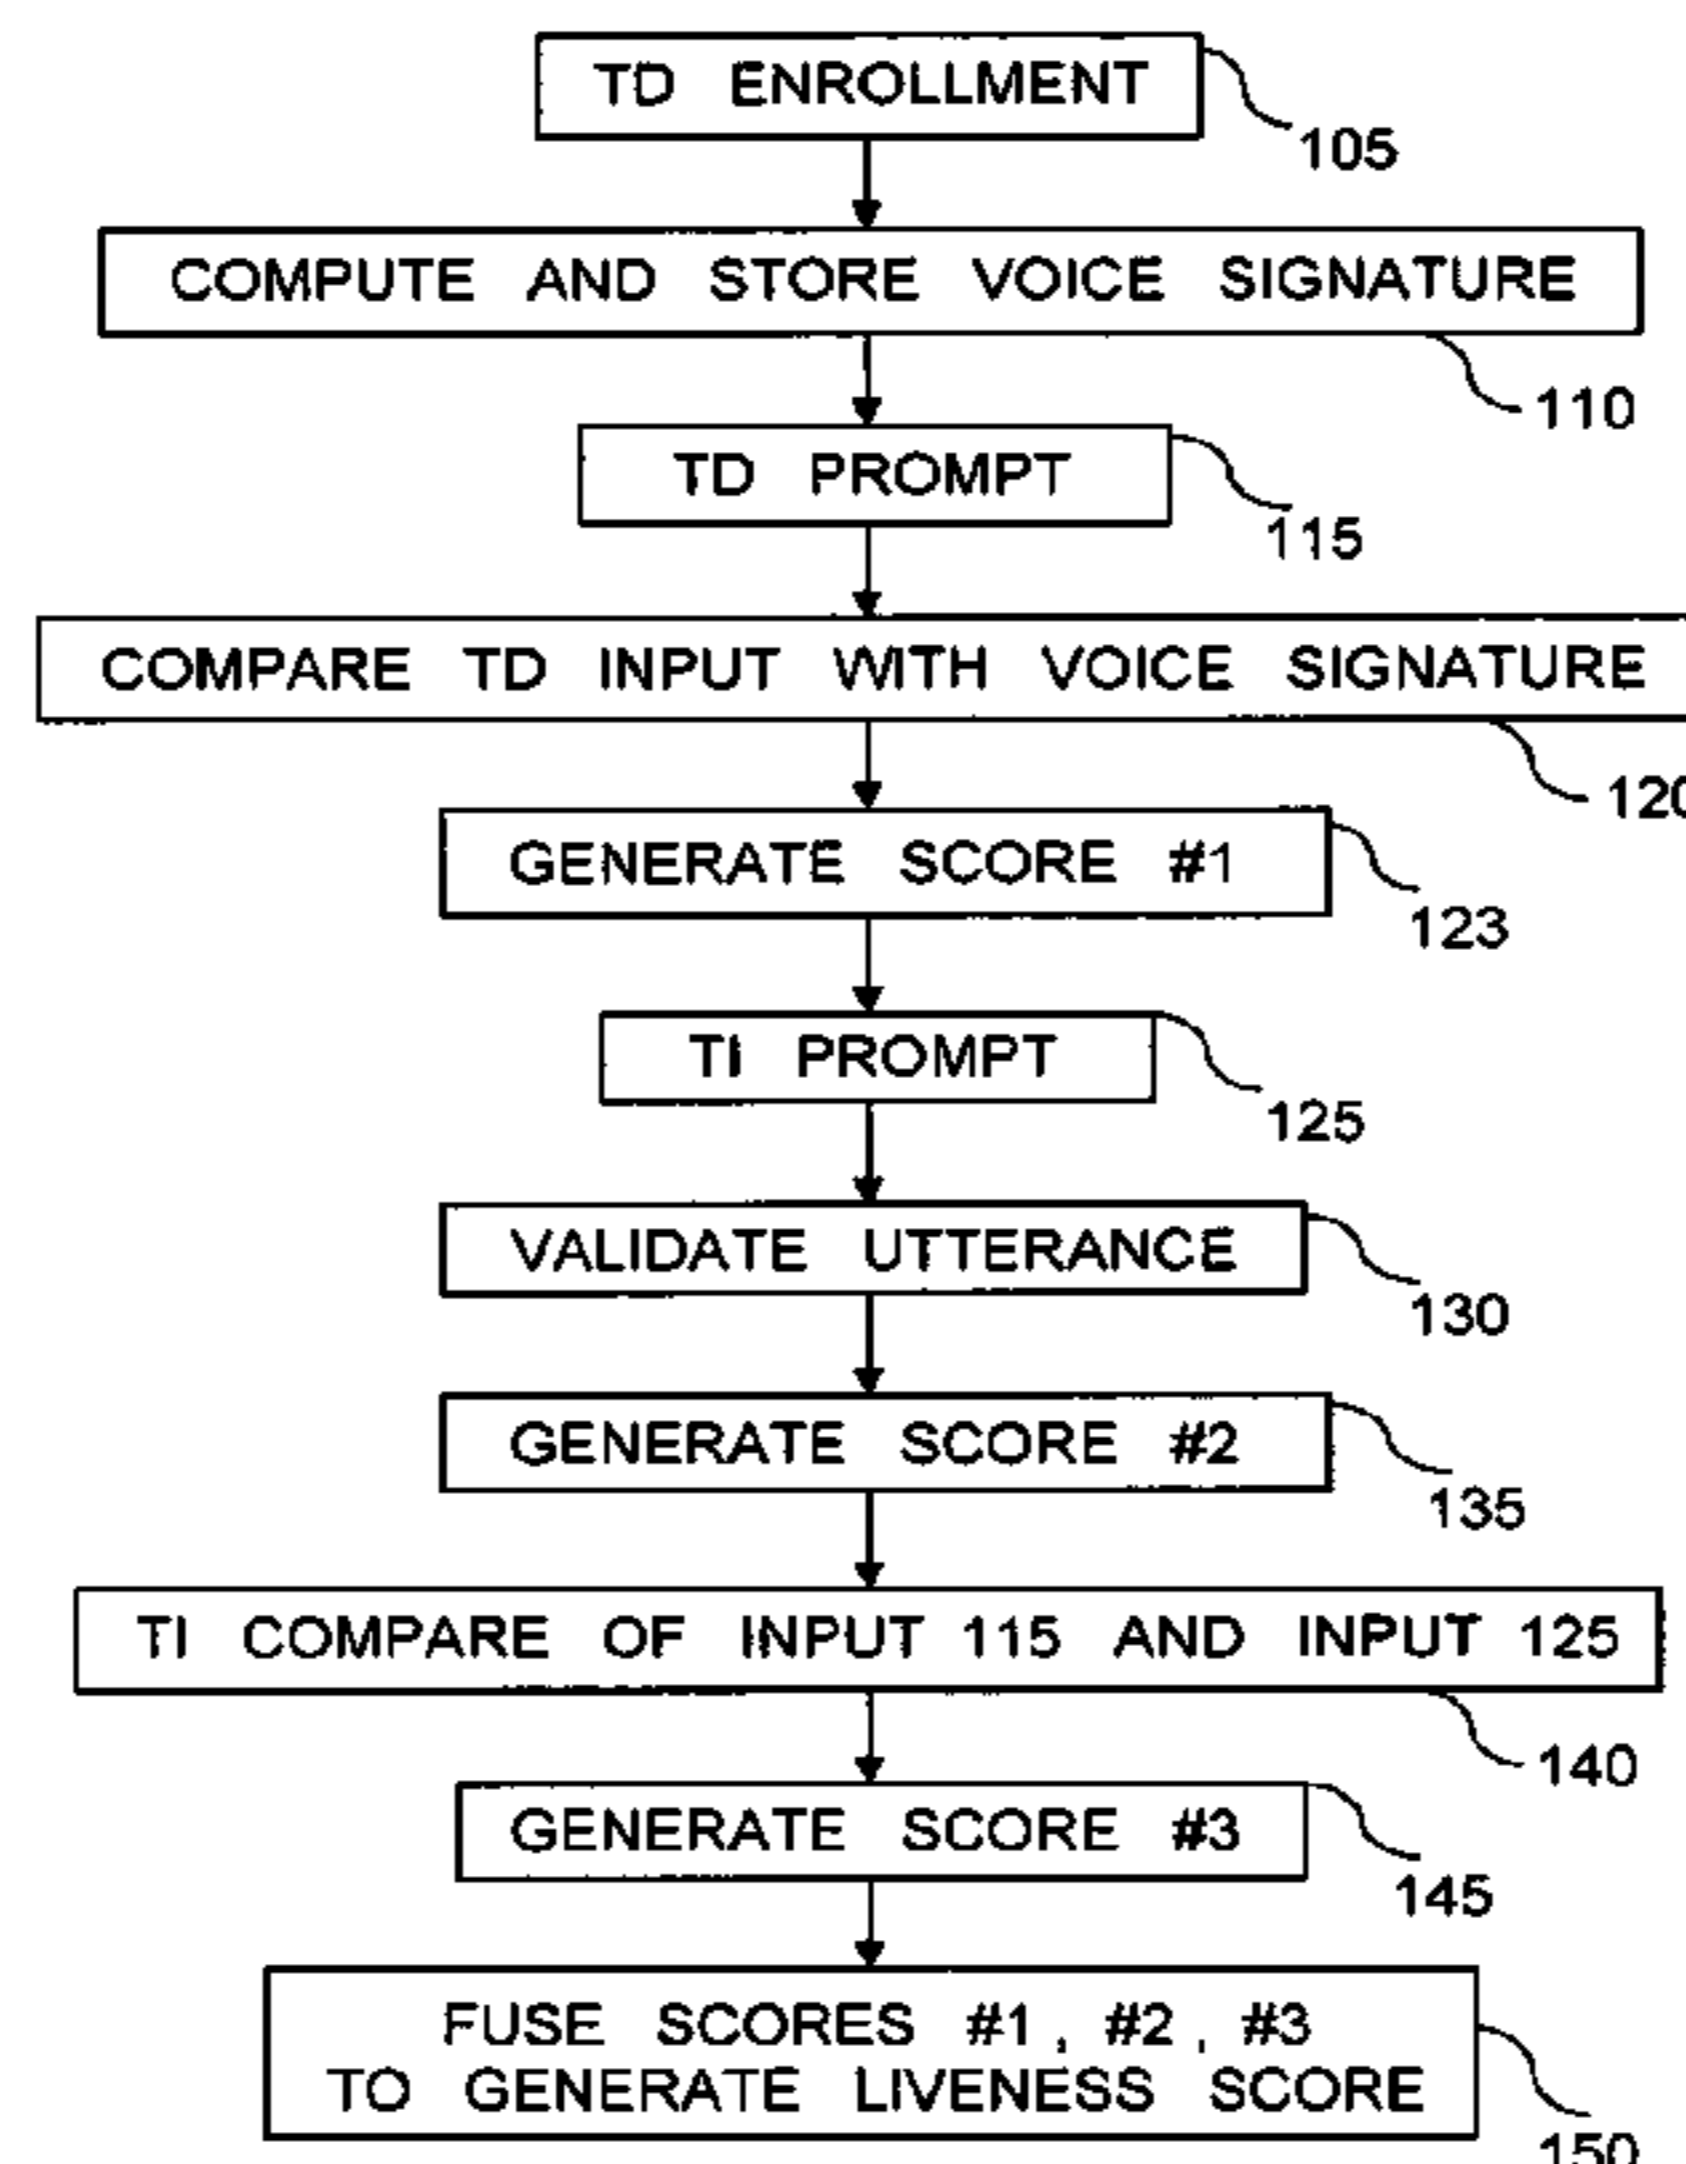 TD ENROLLMENT
105
COMPUTE AND STORE VOICE SIGNATURE
110
TD PROMPT
115
COMPARE TD INPUT WITH VOICE SIGNATURE
120
GENERATE SCORE #1
123
TI PROMPT
125
VALIDATE UTTERANCE
130
GENERATE SCORE #2
135
TI COMPARE OF INPUT 115 AND INPUT 125
140
GENERATE SCORE #3
145
FUSE SCORES #1, #2, #3
TO GENERATE LIVENESS SCORE
150